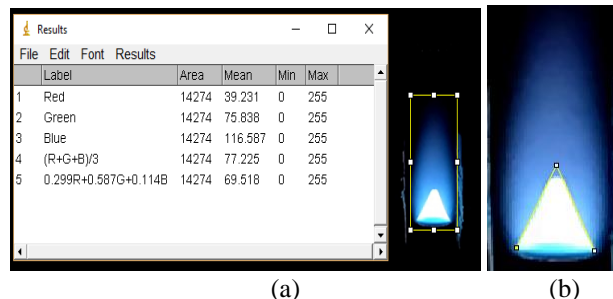 Results
File Edit Font Results
Label Area Mean Min Max
1 Red 14274 39.231 0 255
2 Green 14274 75.838 0 255
3 Blue 14274 116.587 0 255
4 (R+G+B)/3 14274 77.225 0 255
5 0.299R+0.587G+0.114B 14274 69.518 0 255
(a) (b)